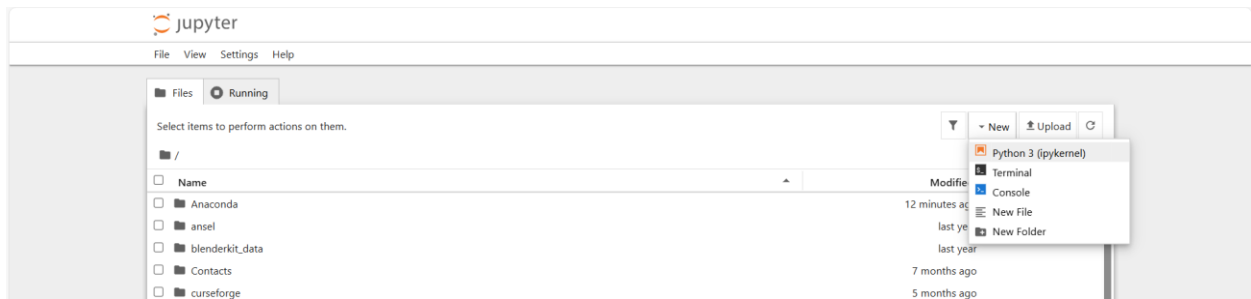 jupyter
File View Settings Help
Files Running
Select items to perform actions on them.
New Upload
/
Python 3 (ipykernel)
Terminal
Console
New File
New Folder
Name Modifie
Anaconda 12 minutes ag
ansel last ye
blenderkit_data last year
Contacts 7 months ago
curseforge 5 months ago